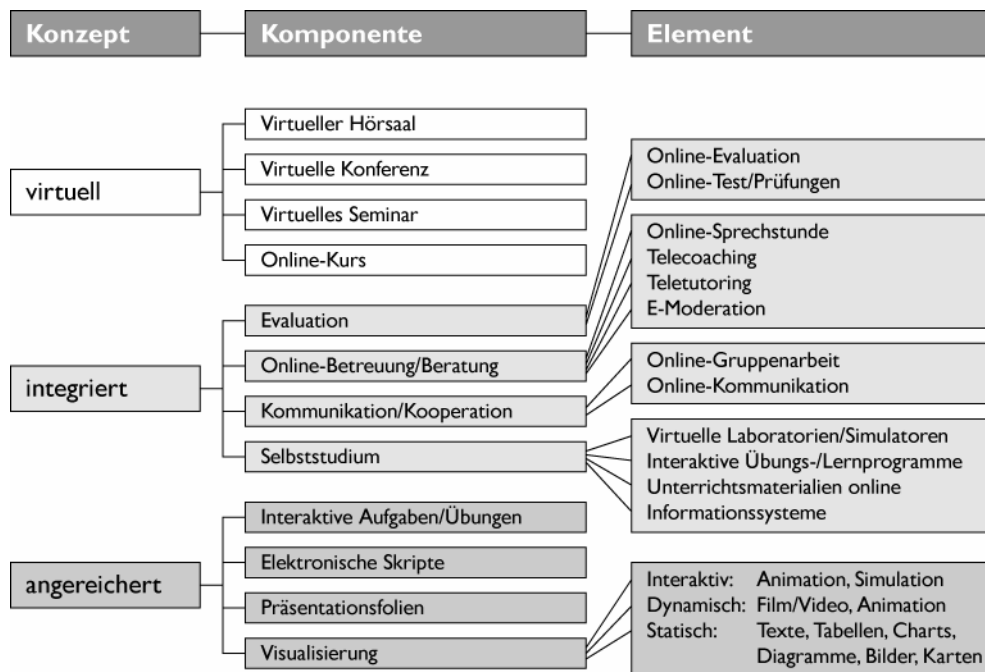 Konzept
Komponente
Element
virtuell
Virtueller Hörsaal
Virtuelle Konferenz
Virtuelles Seminar
Online-Kurs
integriert
Evaluation
Online-Betreuung/Beratung
Kommunikation/Kooperation
Selbststudium
angereichert
Interaktive Aufgaben/Übungen
Elektronische Skripte
Präsentationsfolien
Visualisierung
Online-Evaluation
Online-Test/Prüfungen
Online-Sprechstunde
Telecoaching
Teletutoring
E-Moderation
Online-Gruppenarbeit
Online-Kommunikation
Virtuelle Laboratorien/Simulatoren
Interaktive Übungs-/Lernprogramme
Unterrichtsmaterialien online
Informationssysteme
Interaktiv: Animation, Simulation
Dynamisch: Film/Video, Animation
Statisch: Texte, Tabellen, Charts,
Diagramme, Bilder, Karten